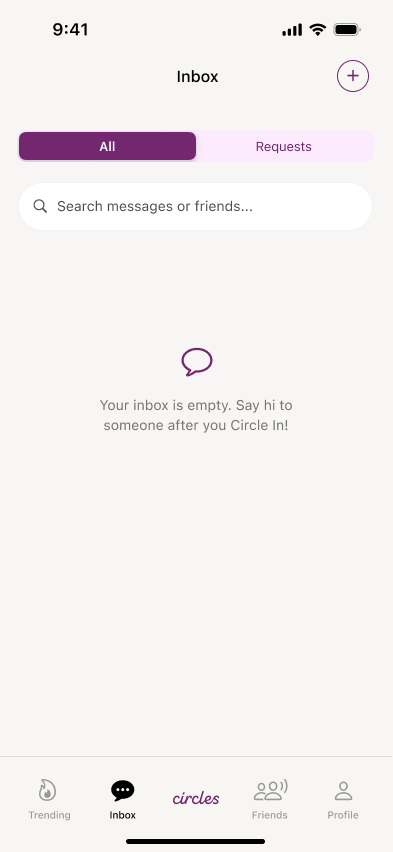 9:41
Inbox
All
Requests
Search messages or friends...
Your inbox is empty. Say hi to
someone after you Circle In!
Trending
Inbox
circles
Friends
Profile